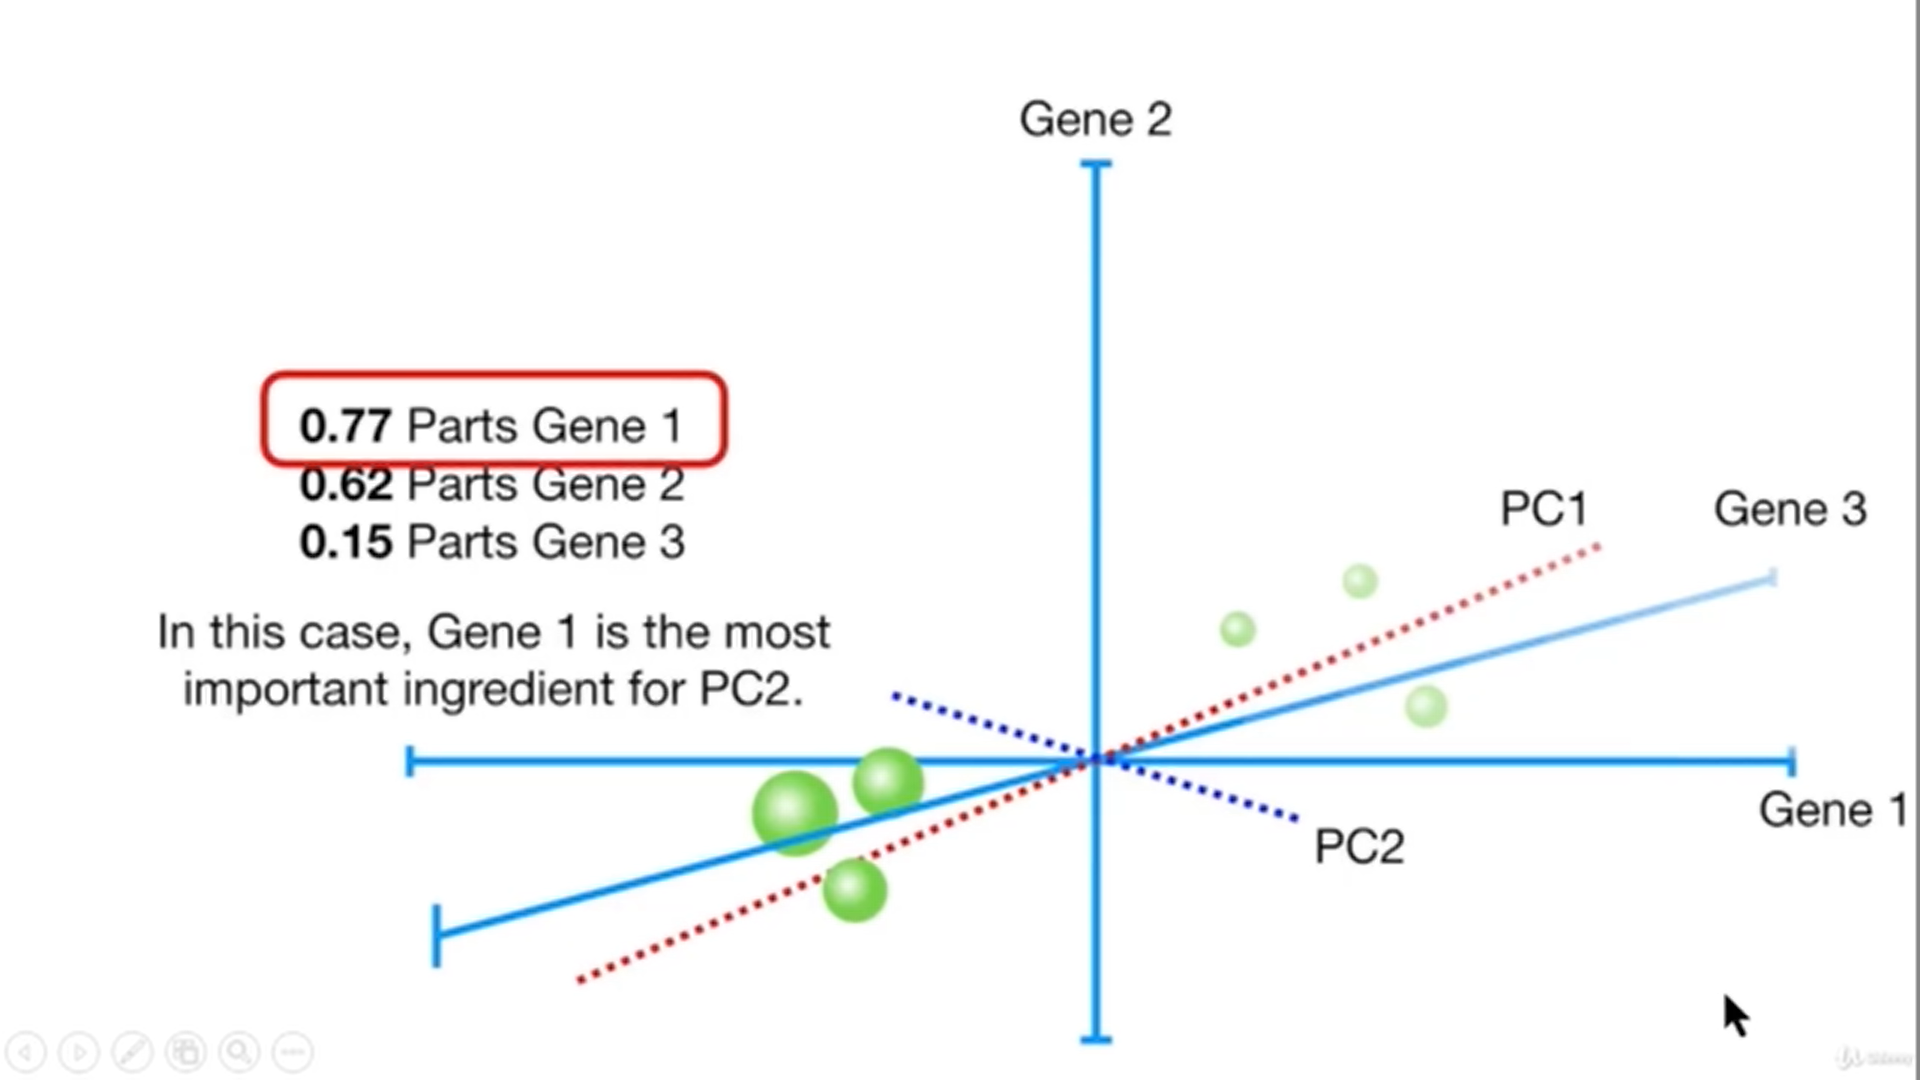 Gene 2
0.77 Parts Gene 1
0.62 Parts Gene 2
0.15 Parts Gene 3
In this case, Gene 1 is the most
important ingredient for PC2.
PC1
Gene 3
Gene 1
PC2